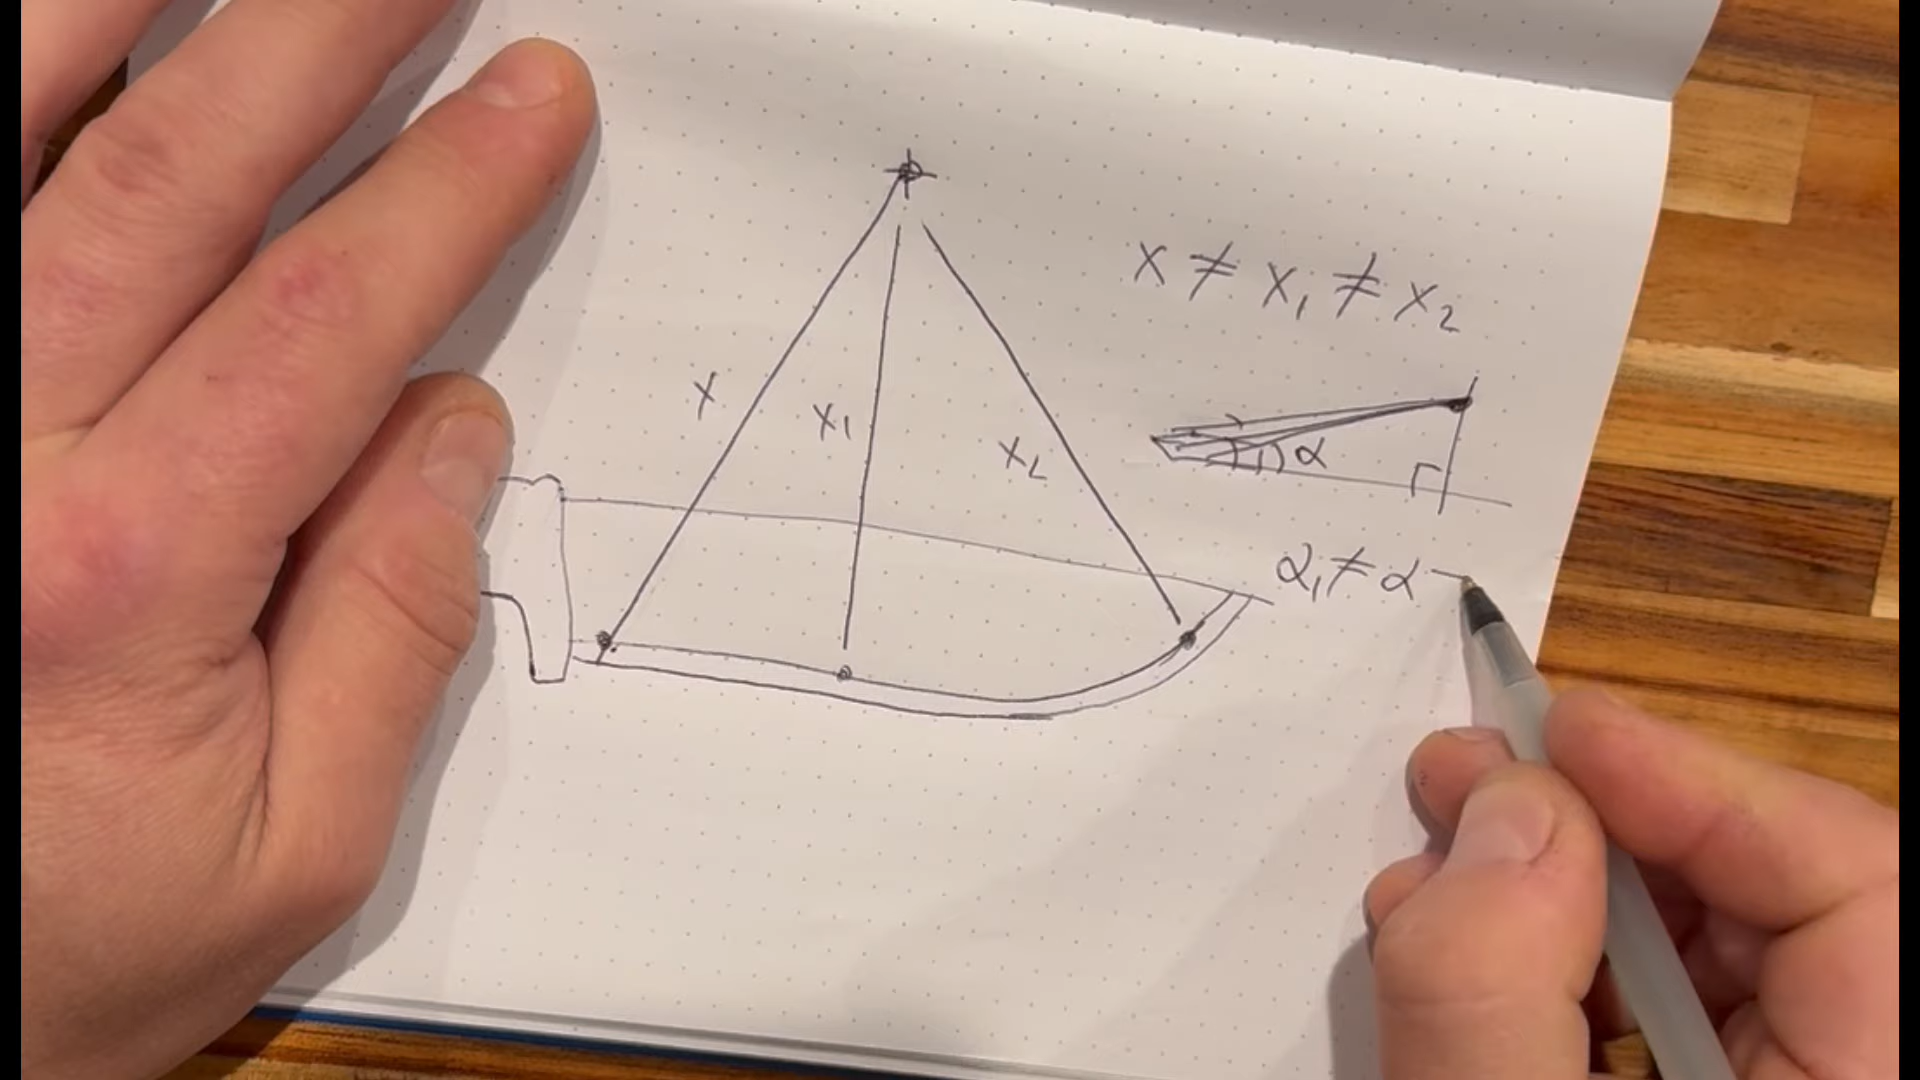 x ≠ x₁ ≠ x₂
x
x₁
x₂
α
α₁ ≠ α